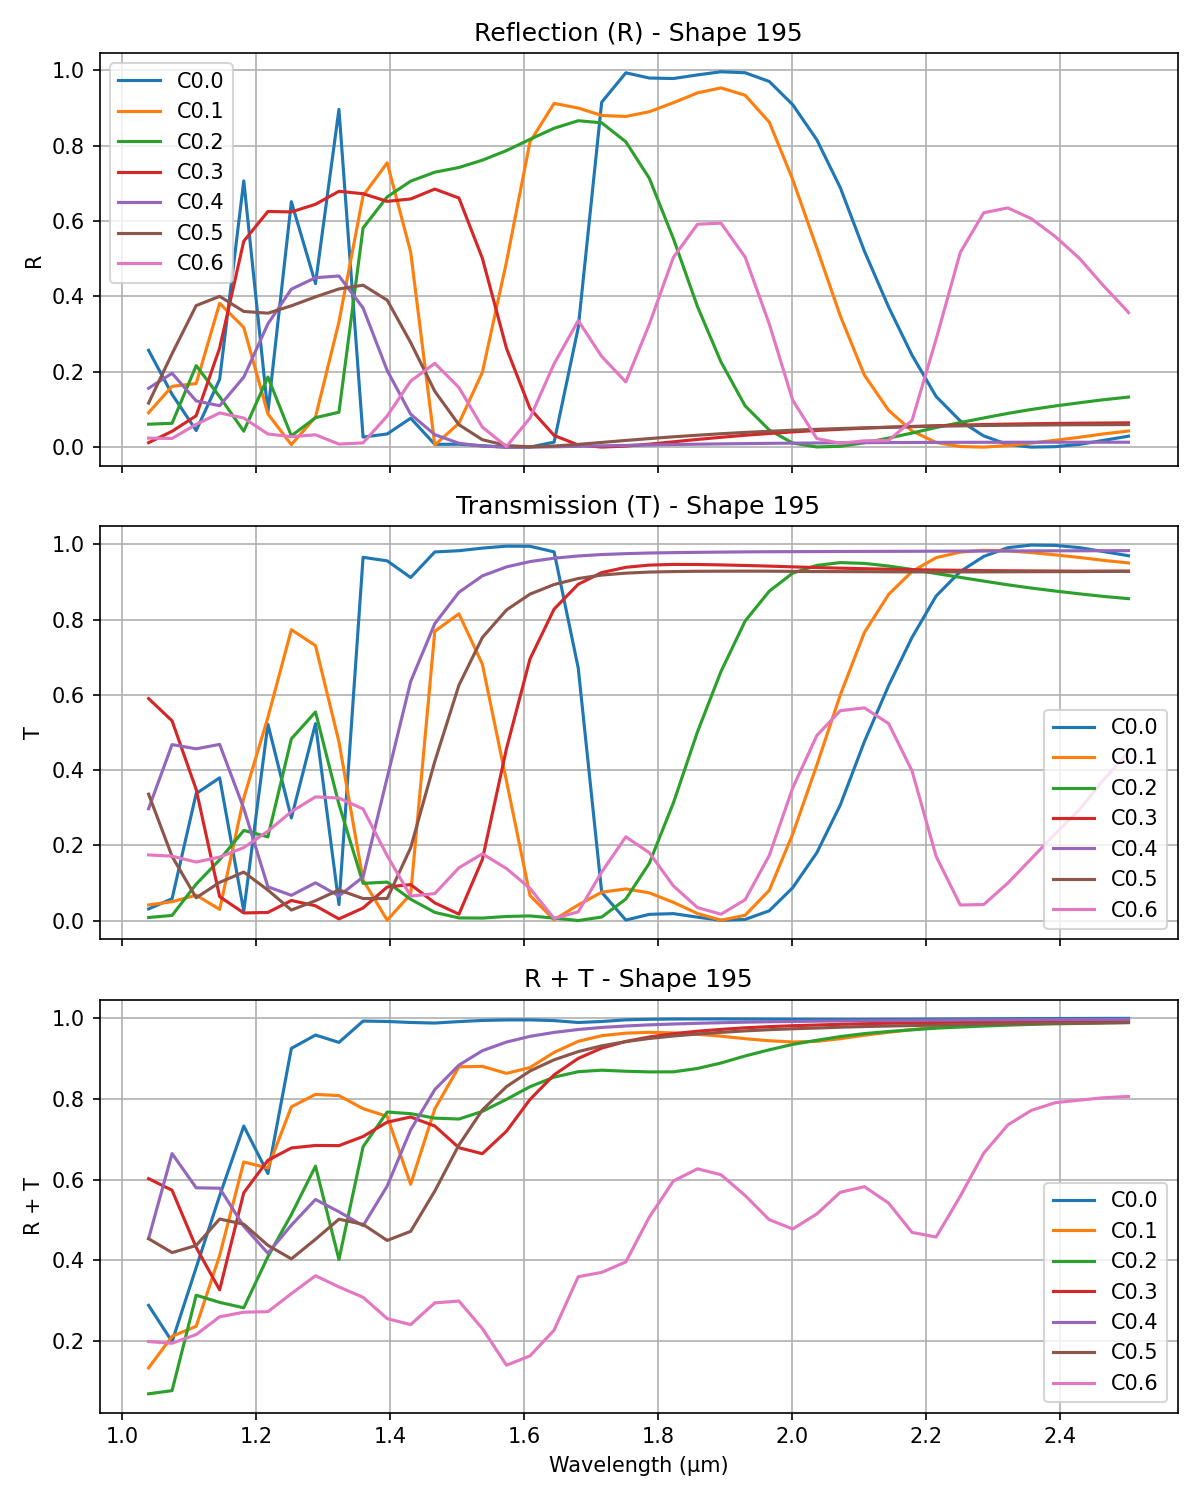 Reflection (R) - Shape 195
R
1.0
0.8
0.6
0.4
0.2
0.0
C0.0
C0.1
C0.2
C0.3
C0.4
C0.5
C0.6
Transmission (T) - Shape 195
T
1.0
0.8
0.6
0.4
0.2
0.0
C0.0
C0.1
C0.2
C0.3
C0.4
C0.5
C0.6
R + T - Shape 195
R + T
1.0
0.8
0.6
0.4
0.2
C0.0
C0.1
C0.2
C0.3
C0.4
C0.5
C0.6
1.0 1.2 1.4 1.6 1.8 2.0 2.2 2.4
Wavelength (μm)